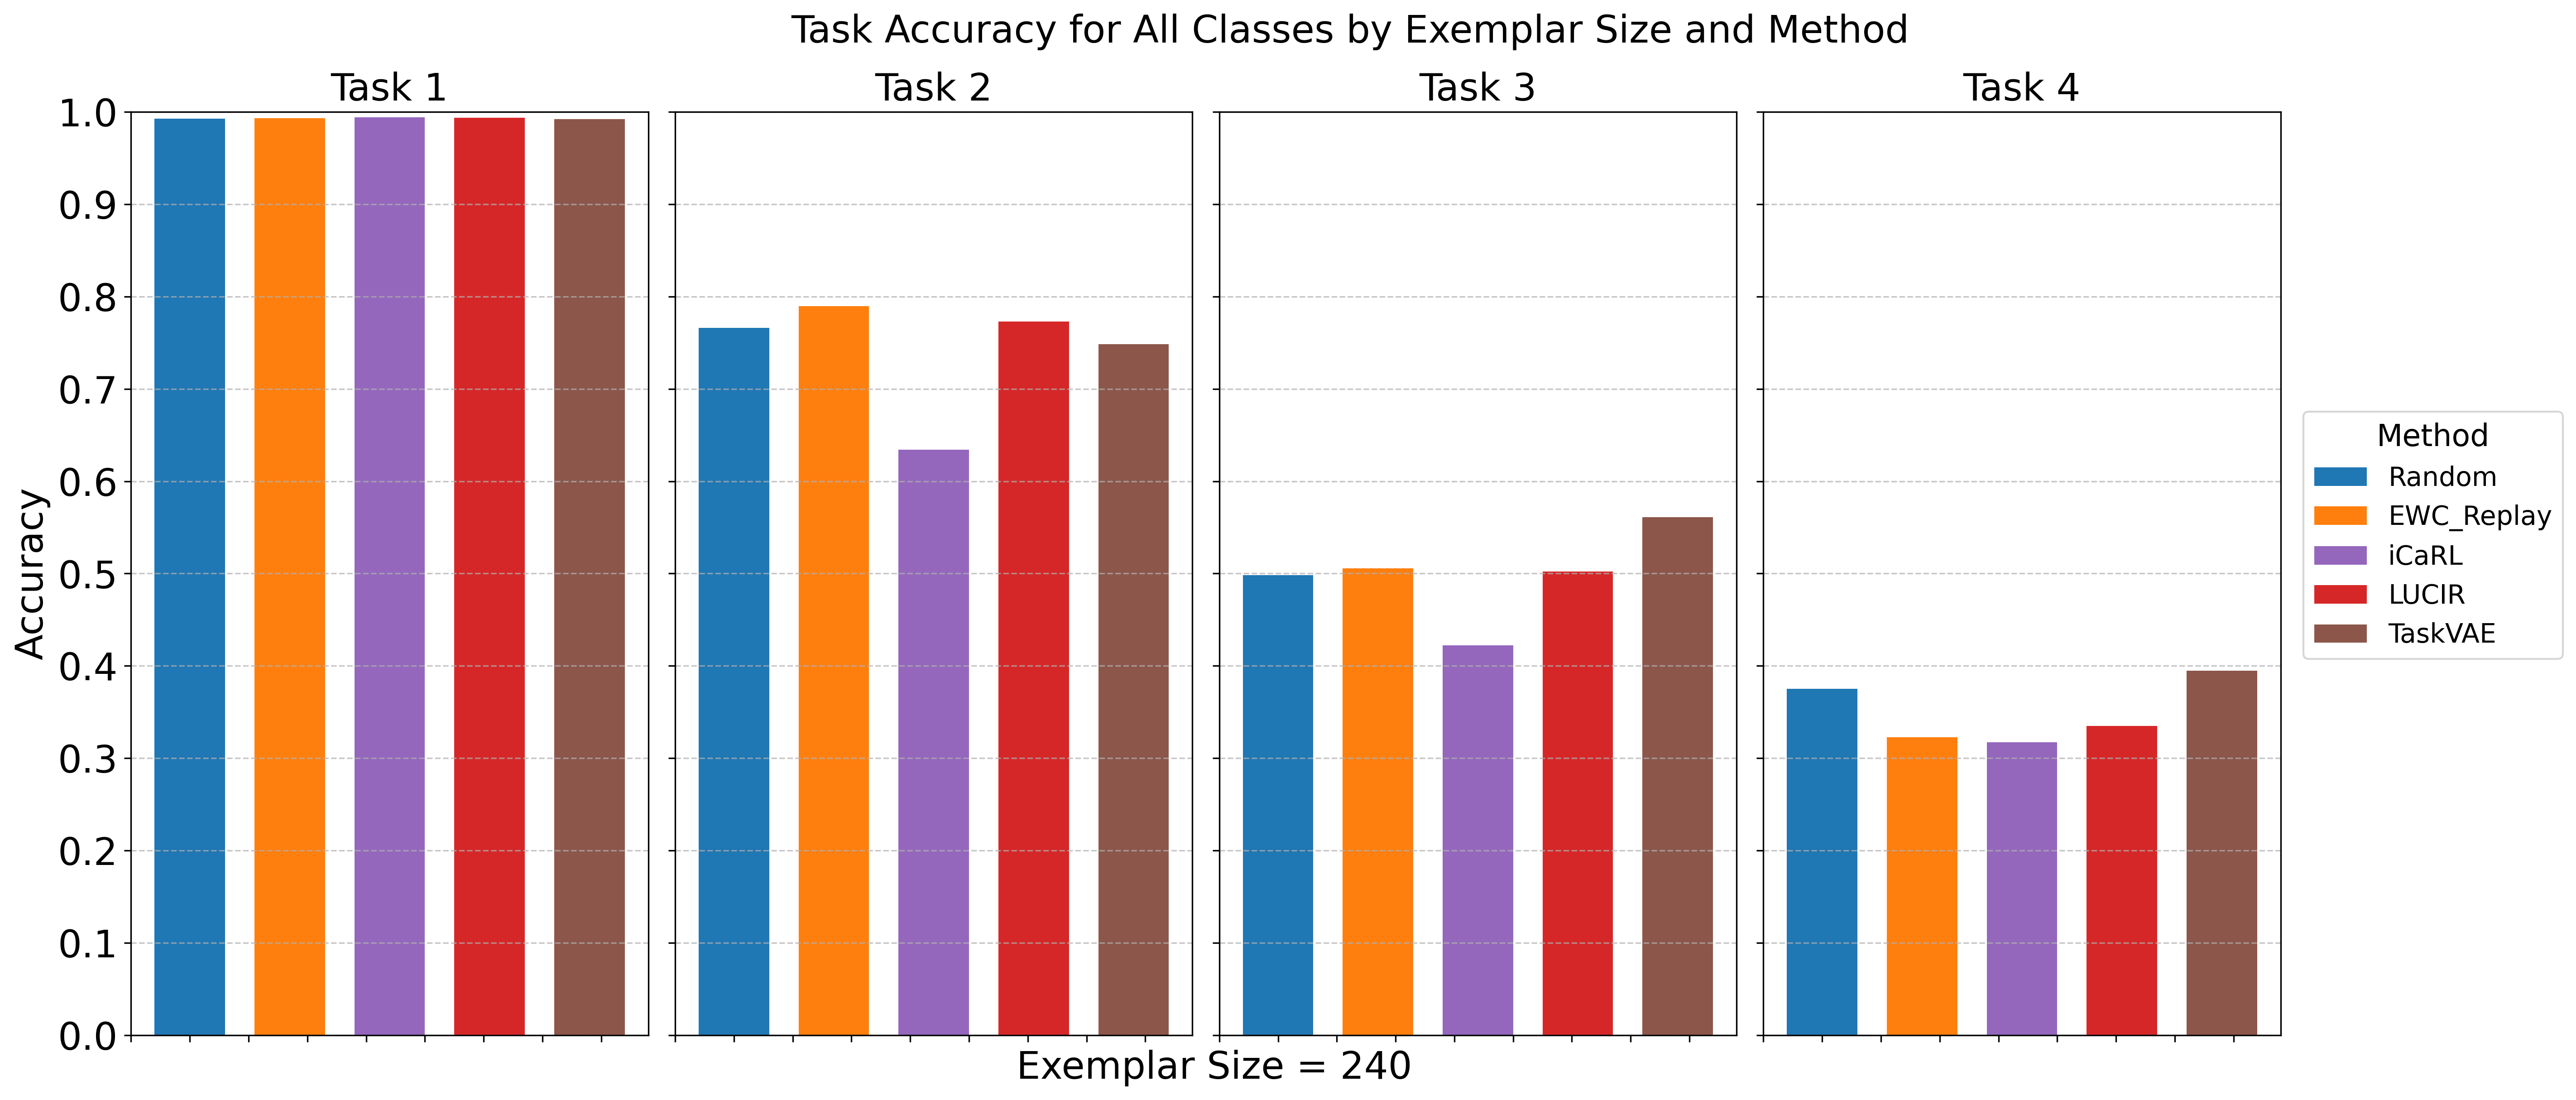 Task Accuracy for All Classes by Exemplar Size and Method
Task 1
Task 2
Task 3
Task 4
1.0
0.9
0.8
0.7
0.6
0.5
0.4
0.3
0.2
0.1
0.0
Accuracy
Exemplar Size = 240
Method
Random
EWC_Replay
iCaRL
LUCIR
TaskVAE